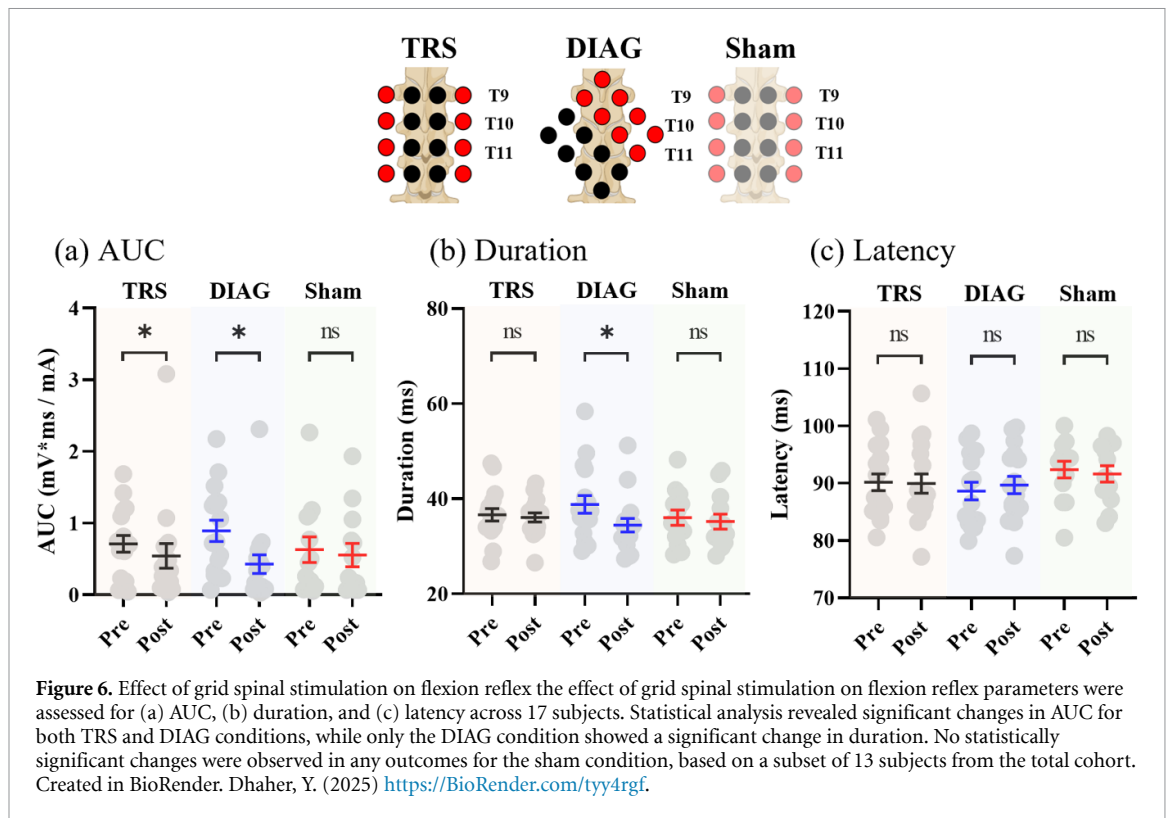 TRS DIAG Sham
T9 T9 T9
T10 T10 T10
T11 T11 T11
(a) AUC (b) Duration (c) Latency
TRS DIAG Sham
* * ns
AUC (mV*ms / mA)
4
3
2
1
0
Pre Post Pre Post Pre Post
TRS DIAG Sham
ns * ns
Duration (ms)
80
60
40
20
Pre Post Pre Post Pre Post
TRS DIAG Sham
ns ns ns
Latency (ms)
120
110
100
90
80
70
Pre Post Pre Post Pre Post
Figure 6. Effect of grid spinal stimulation on flexion reflex the effect of grid spinal stimulation on flexion reflex parameters were
assessed for (a) AUC, (b) duration, and (c) latency across 17 subjects. Statistical analysis revealed significant changes in AUC for
both TRS and DIAG conditions, while only the DIAG condition showed a significant change in duration. No statistically
significant changes were observed in any outcomes for the sham condition, based on a subset of 13 subjects from the total cohort.
Created in BioRender. Dhaher, Y. (2025) https://BioRender.com/tyy4rgf.